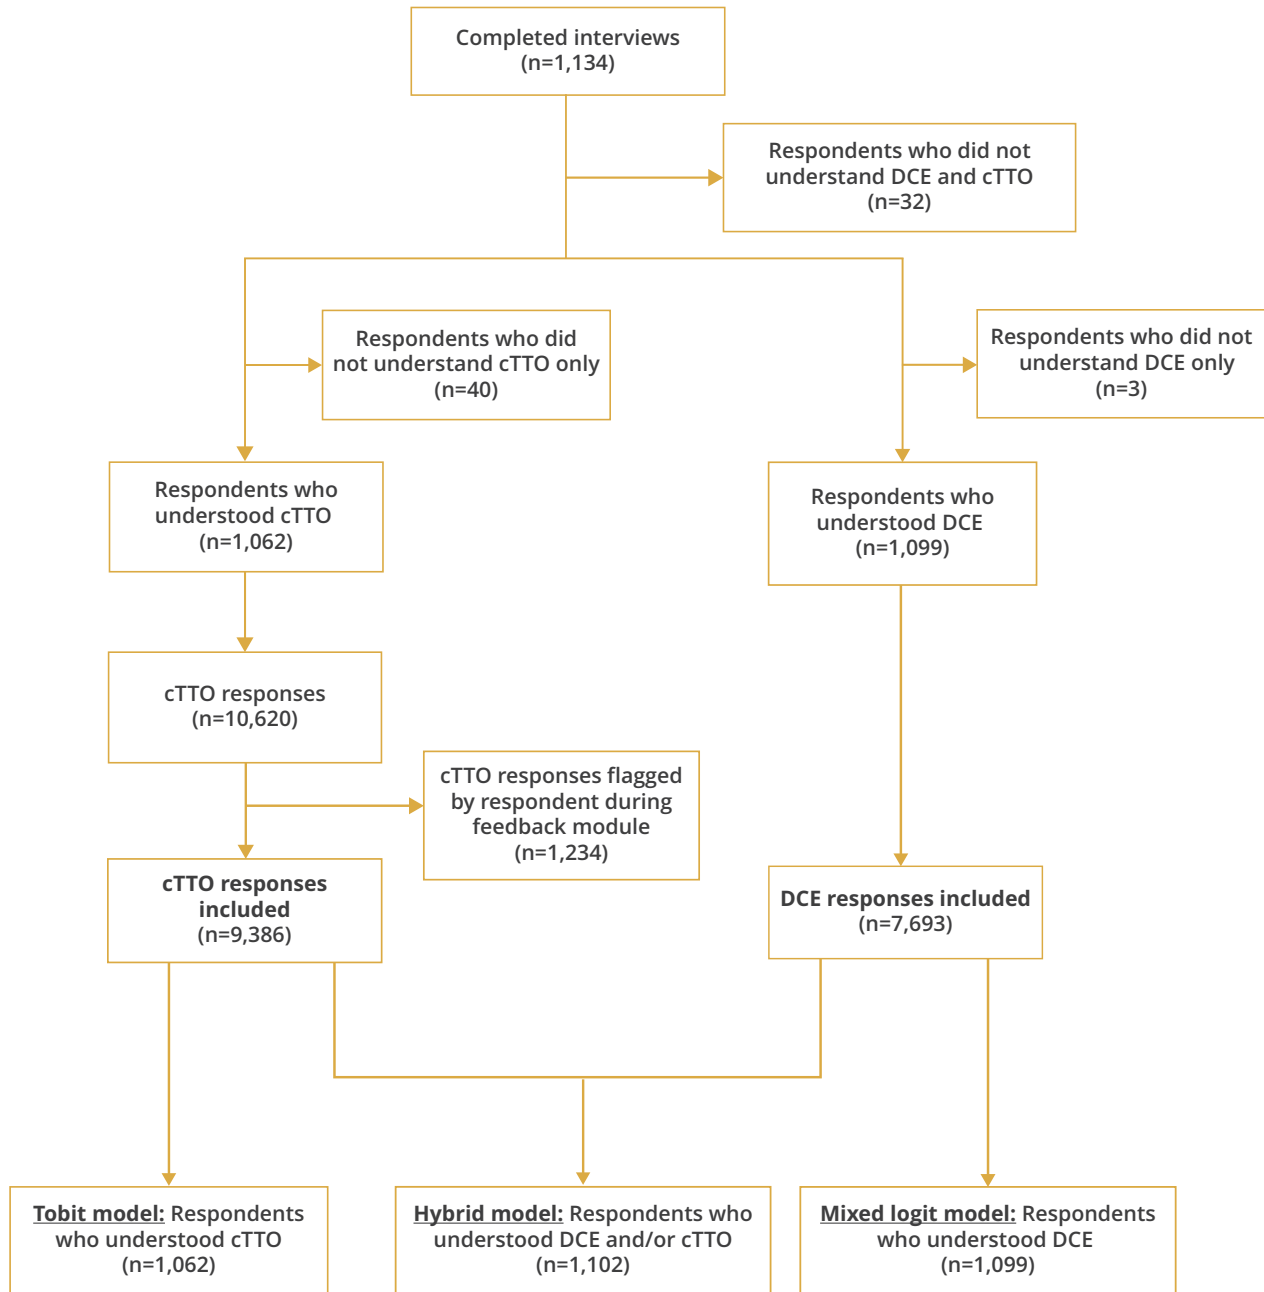 Completed interviews
(n=1,134)
Respondents who did not
understand DCE and cTTO
(n=32)
Respondents who did
not understand cTTO only
(n=40)
Respondents who did not
understand DCE only
(n=3)
Respondents who
understood cTTO
(n=1,062)
Respondents who
understood DCE
(n=1,099)
cTTO responses
(n=10,620)
cTTO responses flagged
by respondent during
feedback module
(n=1,234)
cTTO responses
included
(n=9,386)
DCE responses included
(n=7,693)
Tobit model: Respondents
who understood cTTO
(n=1,062)
Hybrid model: Respondents who
understood DCE and/or cTTO
(n=1,102)
Mixed logit model: Respondents
who understood DCE
(n=1,099)